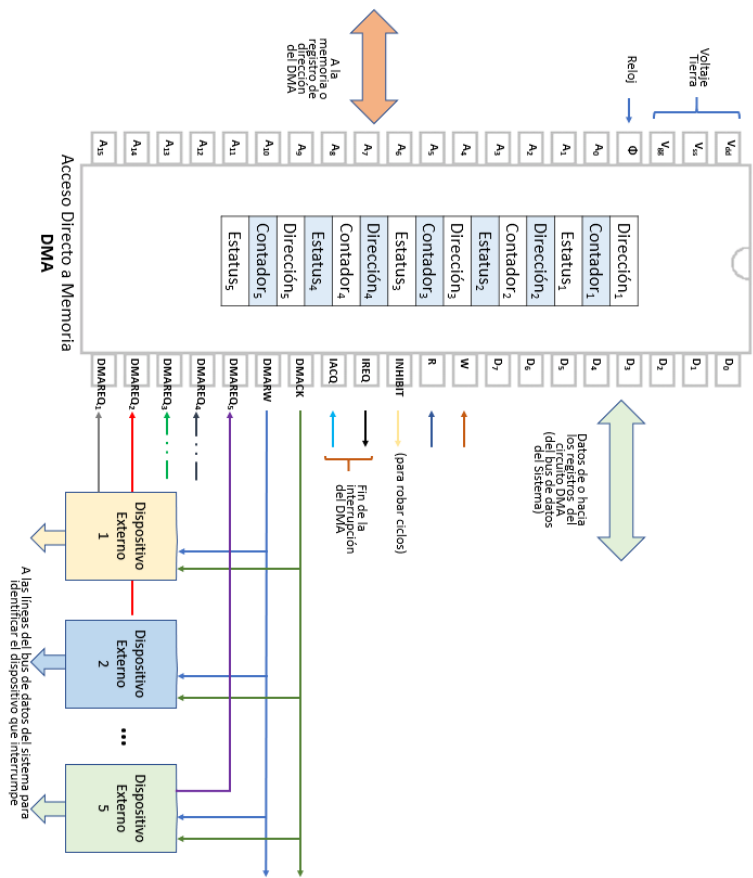 Voltaje
Tierra
Reloj
A la
memoria o
registro de
dirección
del DMA
V_dd
V_ss
V_gg
Φ
A₀
A₁
A₂
A₃
A₄
A₅
A₆
A₇
A₈
A₉
A₁₀
A₁₁
A₁₂
A₁₃
A₁₄
A₁₅
Dirección₁
Contador₁
Estatus₁
Dirección₂
Contador₂
Estatus₂
Dirección₃
Contador₃
Estatus₃
Dirección₄
Contador₄
Estatus₄
Dirección₅
Contador₅
Estatus₅
Acceso Directo a Memoria
DMA
D₀
D₁
D₂
D₃
D₄
D₅
D₆
D₇
W
R
INHIBIT
IREQ
IACQ
DMACK
DMARW
DMAREQ₅
DMAREQ₄
DMAREQ₃
DMAREQ₂
DMAREQ₁
Datos de o hacia
los registros del
circuito DMA
(del bus de datos
del Sistema)
(para robar ciclos)
Fin de la
interrupción
del DMA
Dispositivo
Externo
1
Dispositivo
Externo
2
...
Dispositivo
Externo
5
A las líneas del bus de datos del sistema para
identificar el dispositivo que interrumpe